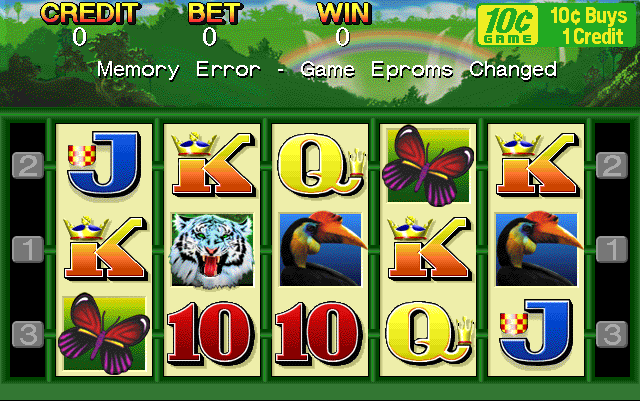 CREDIT BET WIN
0 0 0
10¢ GAME
10¢ Buys
1 Credit
Memory Error - Game Eproms Changed
2 J K Q K 2
1 K K 1
3 10 10 Q J 3